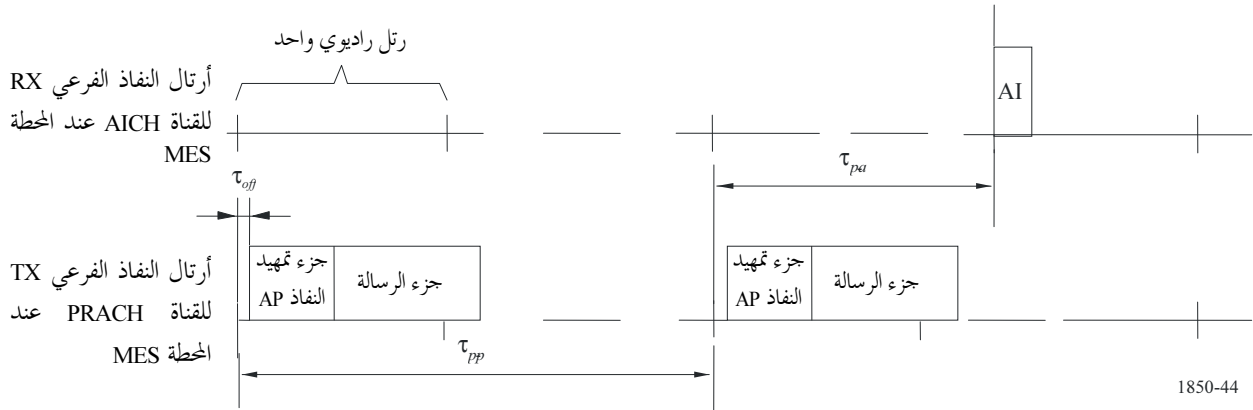 رتل راديوي واحد
أرتال النفاذ الفرعي RX
للقناة AICH عند المحطة
MES
AI
τpa
τoff
أرتال النفاذ الفرعي TX
للقناة PRACH عند
المحطة MES
جزء تمهيد
النفاذ AP
جزء الرسالة
جزء تمهيد
النفاذ AP
جزء الرسالة
τpp
1850-44